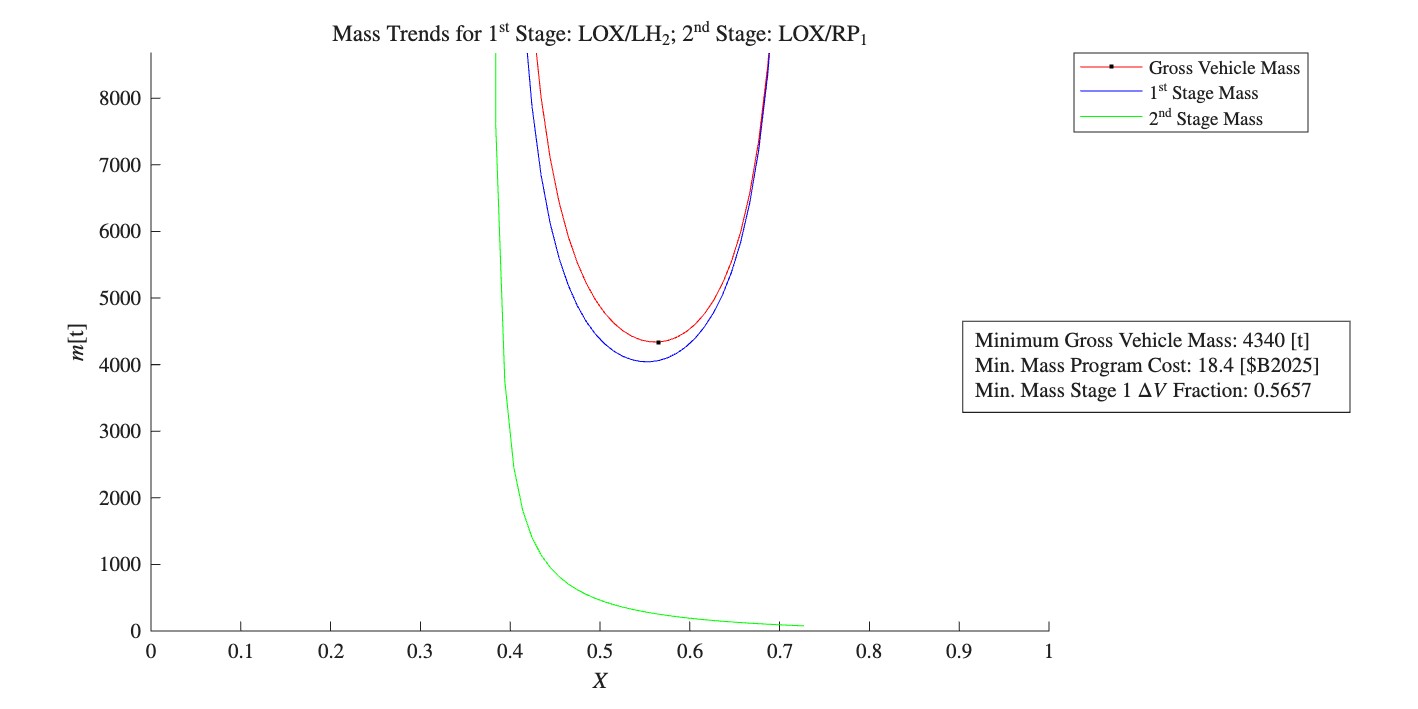 Mass Trends for 1st Stage: LOX/LH2; 2nd Stage: LOX/RP1
Gross Vehicle Mass
1st Stage Mass
2nd Stage Mass
8000
7000
6000
5000
4000
3000
2000
1000
0
m[t]
Minimum Gross Vehicle Mass: 4340 [t]
Min. Mass Program Cost: 18.4 [$B2025]
Min. Mass Stage 1 ΔV Fraction: 0.5657
0 0.1 0.2 0.3 0.4 0.5 0.6 0.7 0.8 0.9 1
X